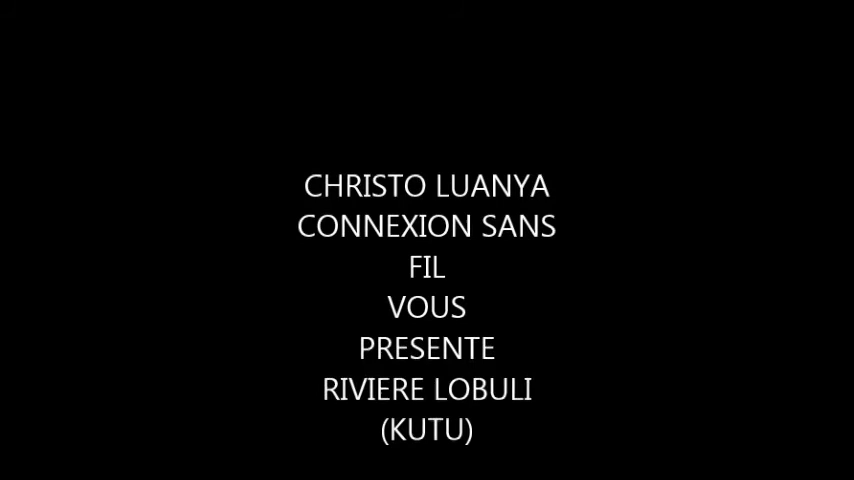 CHRISTO LUANYA
CONNEXION SANS
FIL
VOUS
PRESENTE
RIVIERE LOBULI
(KUTU)